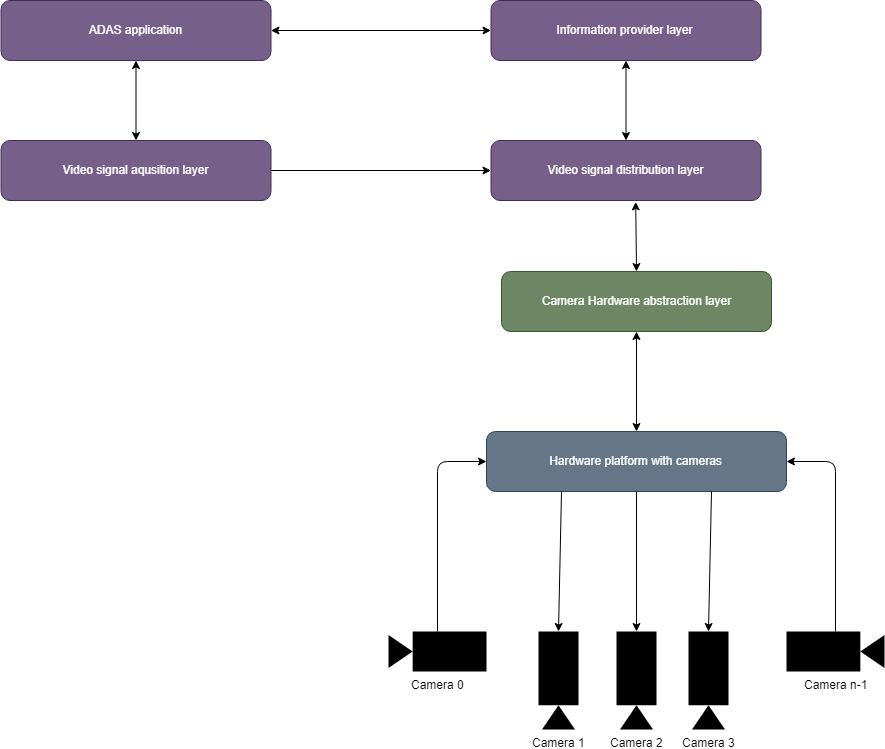 ADAS application
Information provider layer
Video signal aqusition layer
Video signal distribution layer
Camera Hardware abstraction layer
Hardware platform with cameras
Camera 0
Camera n-1
Camera 1
Camera 2
Camera 3